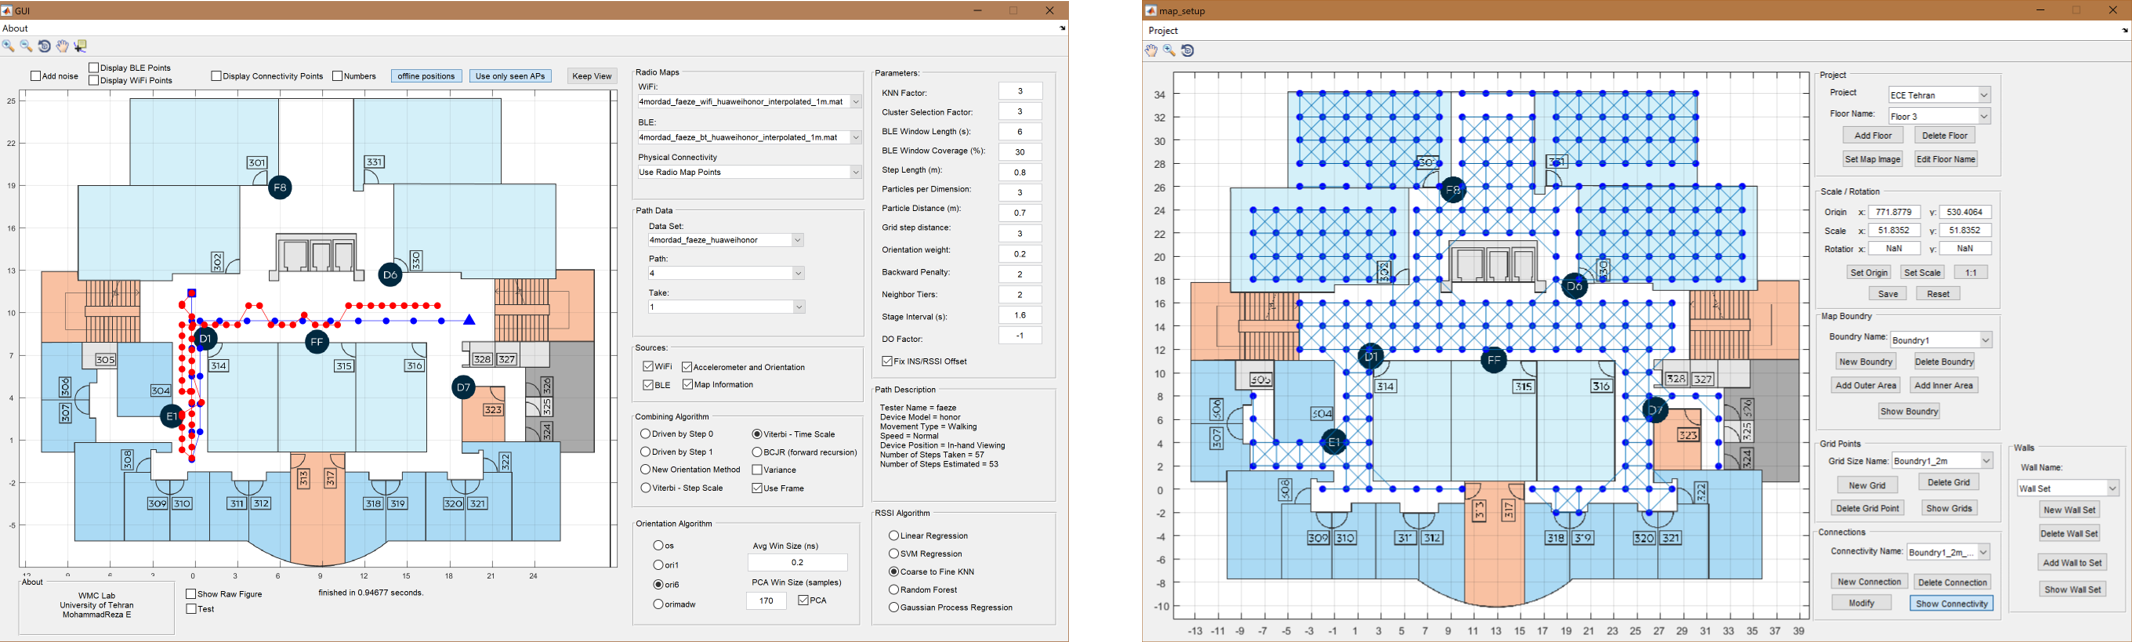 GUI
About
Add noise
Display BLE Points
Display WiFi Points
Display Connectivity Points
Numbers
offline positions
Use only seen APs
Keep View
25
22
19
16
13
10
7
4
1
-2
-5
-9
-6
-3
0
3
6
9
12
15
18
21
24
301
331
F8
302
330
D6
D1
FF
305
314
315
316
328
327
306
307
304
E1
D7
323
326
325
324
308
313
317
322
309
310
311
312
318
319
320
321
About
WMC Lab
University of Tehran
MohammadReza E
Show Raw Figure
Test
finished in 0.94677 seconds.
Radio Maps
WiFi:
4mordad_faeze_wifi_huaweihonor_interpolated_1m.mat
BLE:
4mordad_faeze_bt_huaweihonor_interpolated_1m.mat
Physical Connectivity
Use Radio Map Points
Path Data
Data Set:
4mordad_faeze_huaweihonor
Path:
4
Take:
1
Sources:
WiFi
Accelerometer and Orientation
BLE
Map Information
Combining Algorithm
Driven by Step 0
Viterbi - Time Scale
Driven by Step 1
BCJR (forward recursion)
New Orientation Method
Variance
Viterbi - Step Scale
Use Frame
Orientation Algorithm
os
ori1
ori6
orimadw
Avg Win Size (ns)
0.2
PCA Win Size (samples)
170
PCA
Parameters:
KNN Factor:
3
Cluster Selection Factor:
3
BLE Window Length (s):
6
BLE Window Coverage (%):
30
Step Length (m):
0.8
Particles per Dimension:
3
Particle Distance (m):
0.7
Grid step distance:
3
Orientation weight:
0.2
Backward Penalty:
2
Neighbor Tiers:
2
Stage Interval (s):
1.6
DO Factor:
-1
Fix INS/RSSI Offset
Path Description
Tester Name = faeze
Device Model = honor
Movement Type = Walking
Speed = Normal
Device Position = In-hand Viewing
Number of Steps Taken = 57
Number of Steps Estimated = 53
RSSI Algorithm
Linear Regression
SVM Regression
Coarse to Fine KNN
Random Forest
Gaussian Process Regression
map_setup
Project
34
32
30
28
26
24
22
20
18
16
14
12
10
8
6
4
2
0
-2
-4
-6
-8
-10
-13
-11
-9
-7
-5
-3
-1
1
3
5
7
9
11
13
15
17
19
21
23
25
27
29
31
33
35
37
39
F8
302
330
D6
D1
FF
305
314
315
316
328
327
306
307
304
E1
D7
323
326
325
324
308
313
317
322
309
310
311
312
318
319
320
321
Project
Project
ECE Tehran
Floor Name:
Floor 3
Add Floor
Delete Floor
Set Map Image
Edit Floor Name
Scale / Rotation
Origin
x:
771.8779
y:
530.4064
Scale
x:
51.8352
y:
51.8352
Rotation
x:
NaN
y:
NaN
Set Origin
Set Scale
1:1
Save
Reset
Map Boundry
Boundry Name:
Boundry1
New Boundry
Delete Boundry
Add Outer Area
Add Inner Area
Show Boundry
Grid Points
Grid Size Name:
Boundry1_2m
New Grid
Delete Grid
Delete Grid Point
Show Grids
Connections
Connectivity Name:
Boundry1_2m_...
New Connection
Delete Connection
Modify
Show Connectivity
Walls
Wall Name:
Wall Set
New Wall Set
Delete Wall Set
Add Wall to Set
Show Wall Set